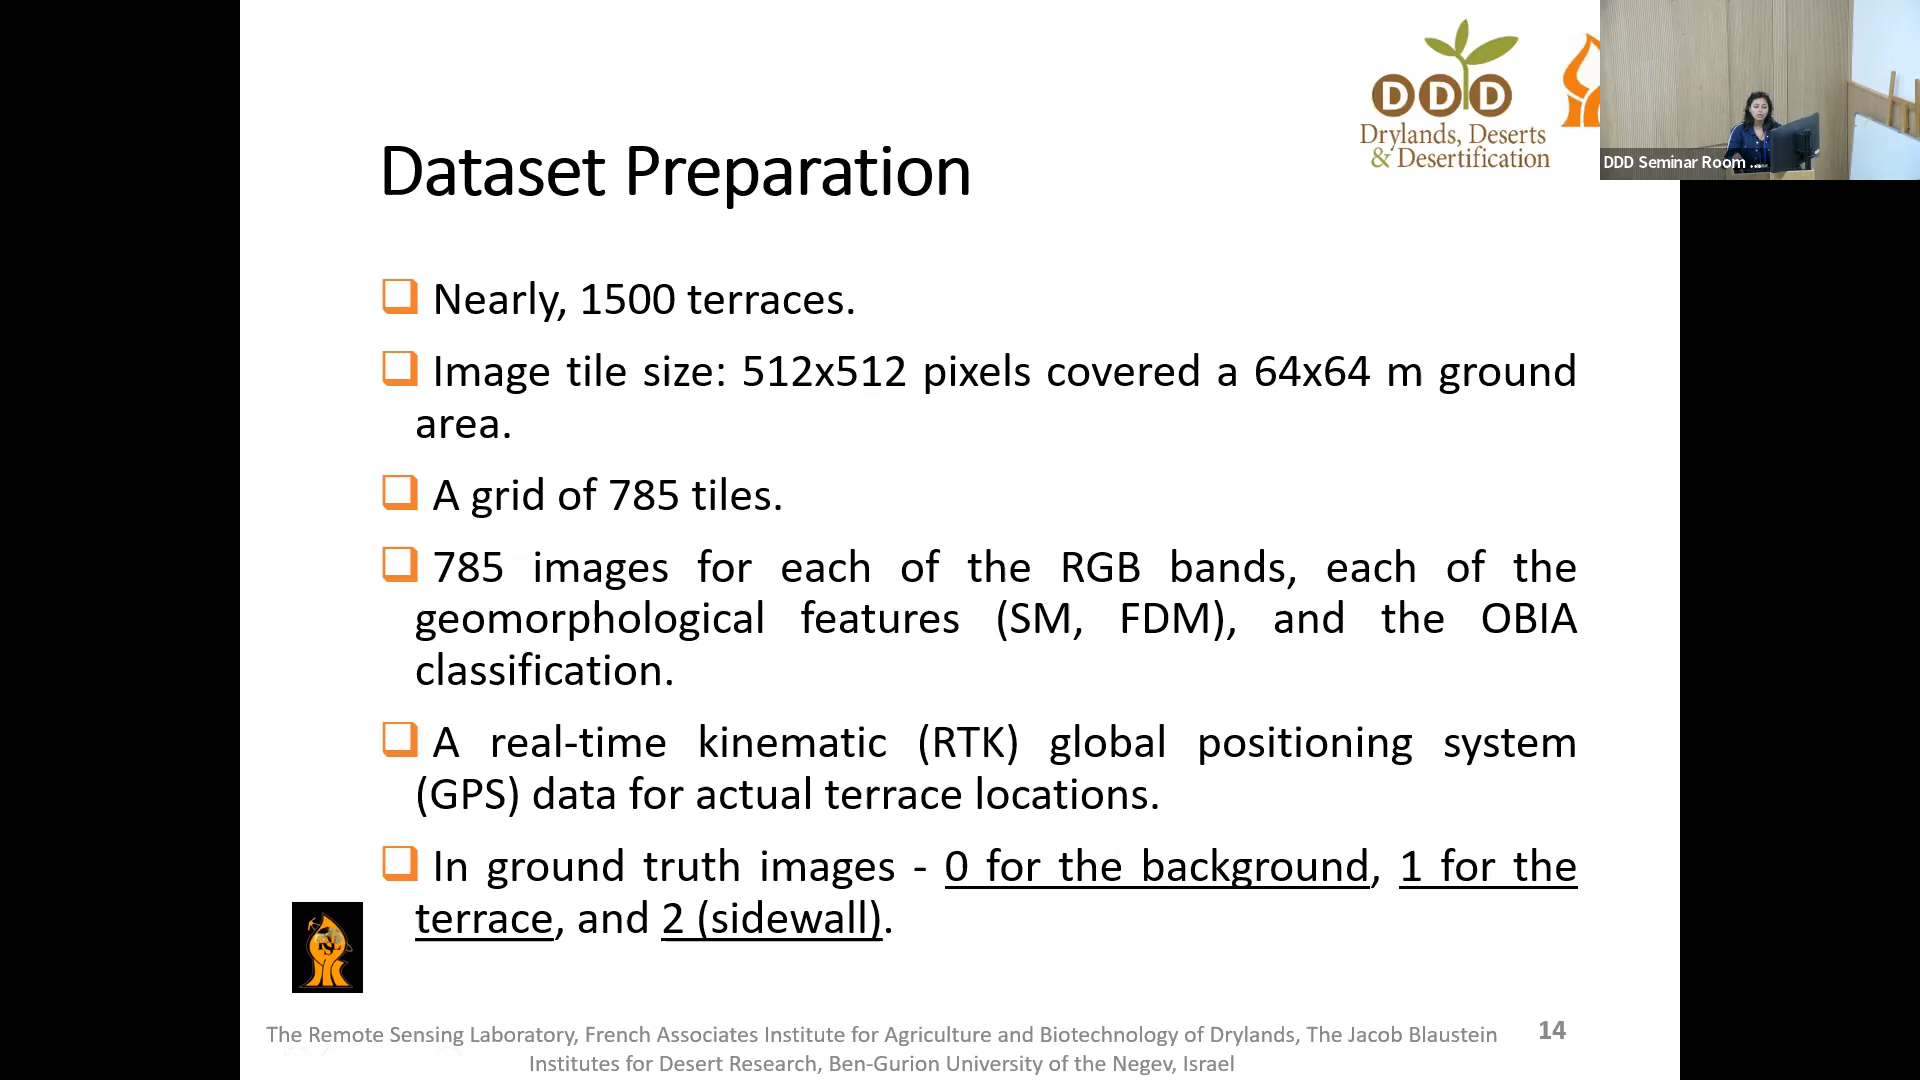 DDD
Drylands, Deserts
& Desertification
DDD Seminar Room ...
Dataset Preparation
Nearly, 1500 terraces.
Image tile size: 512x512 pixels covered a 64x64 m ground
area.
A grid of 785 tiles.
785 images for each of the RGB bands, each of the
geomorphological features (SM, FDM), and the OBIA
classification.
A real-time kinematic (RTK) global positioning system
(GPS) data for actual terrace locations.
In ground truth images - 0 for the background, 1 for the
terrace, and 2 (sidewall).
The Remote Sensing Laboratory, French Associates Institute for Agriculture and Biotechnology of Drylands, The Jacob Blaustein
Institutes for Desert Research, Ben-Gurion University of the Negev, Israel
14